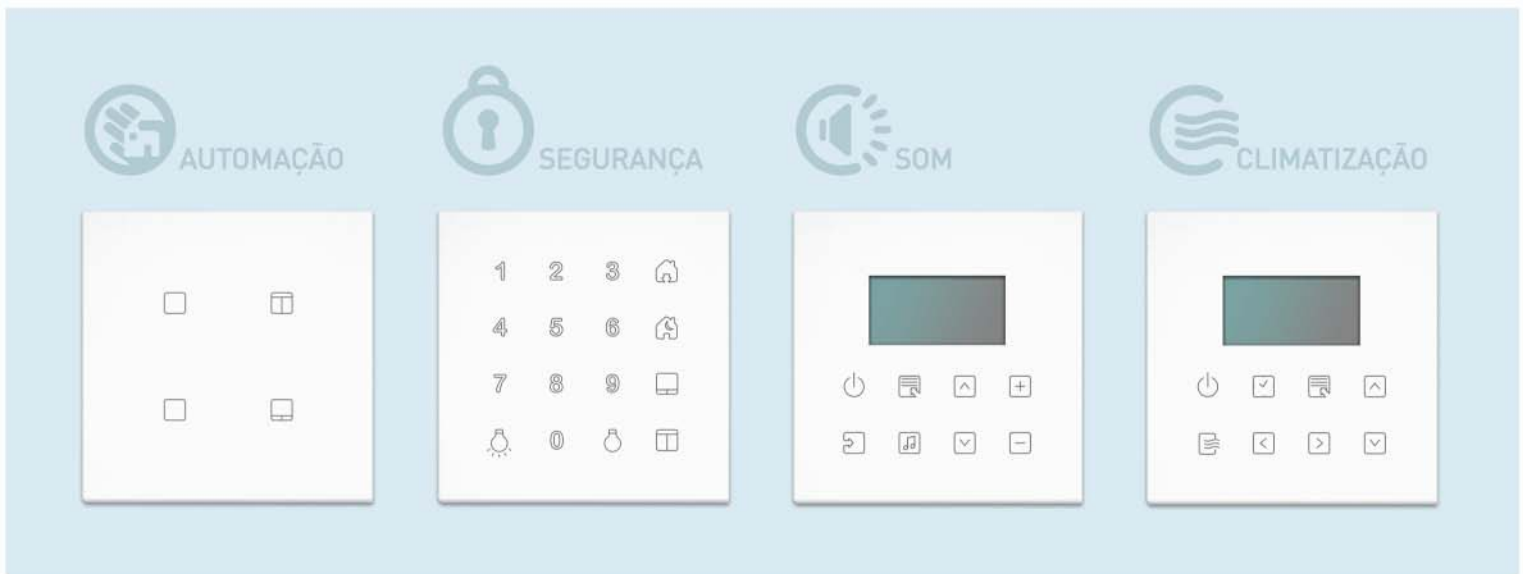 AUTOMAÇÃO
SEGURANÇA
SOM
CLIMATIZAÇÃO
1 2 3
4 5 6
7 8 9
0